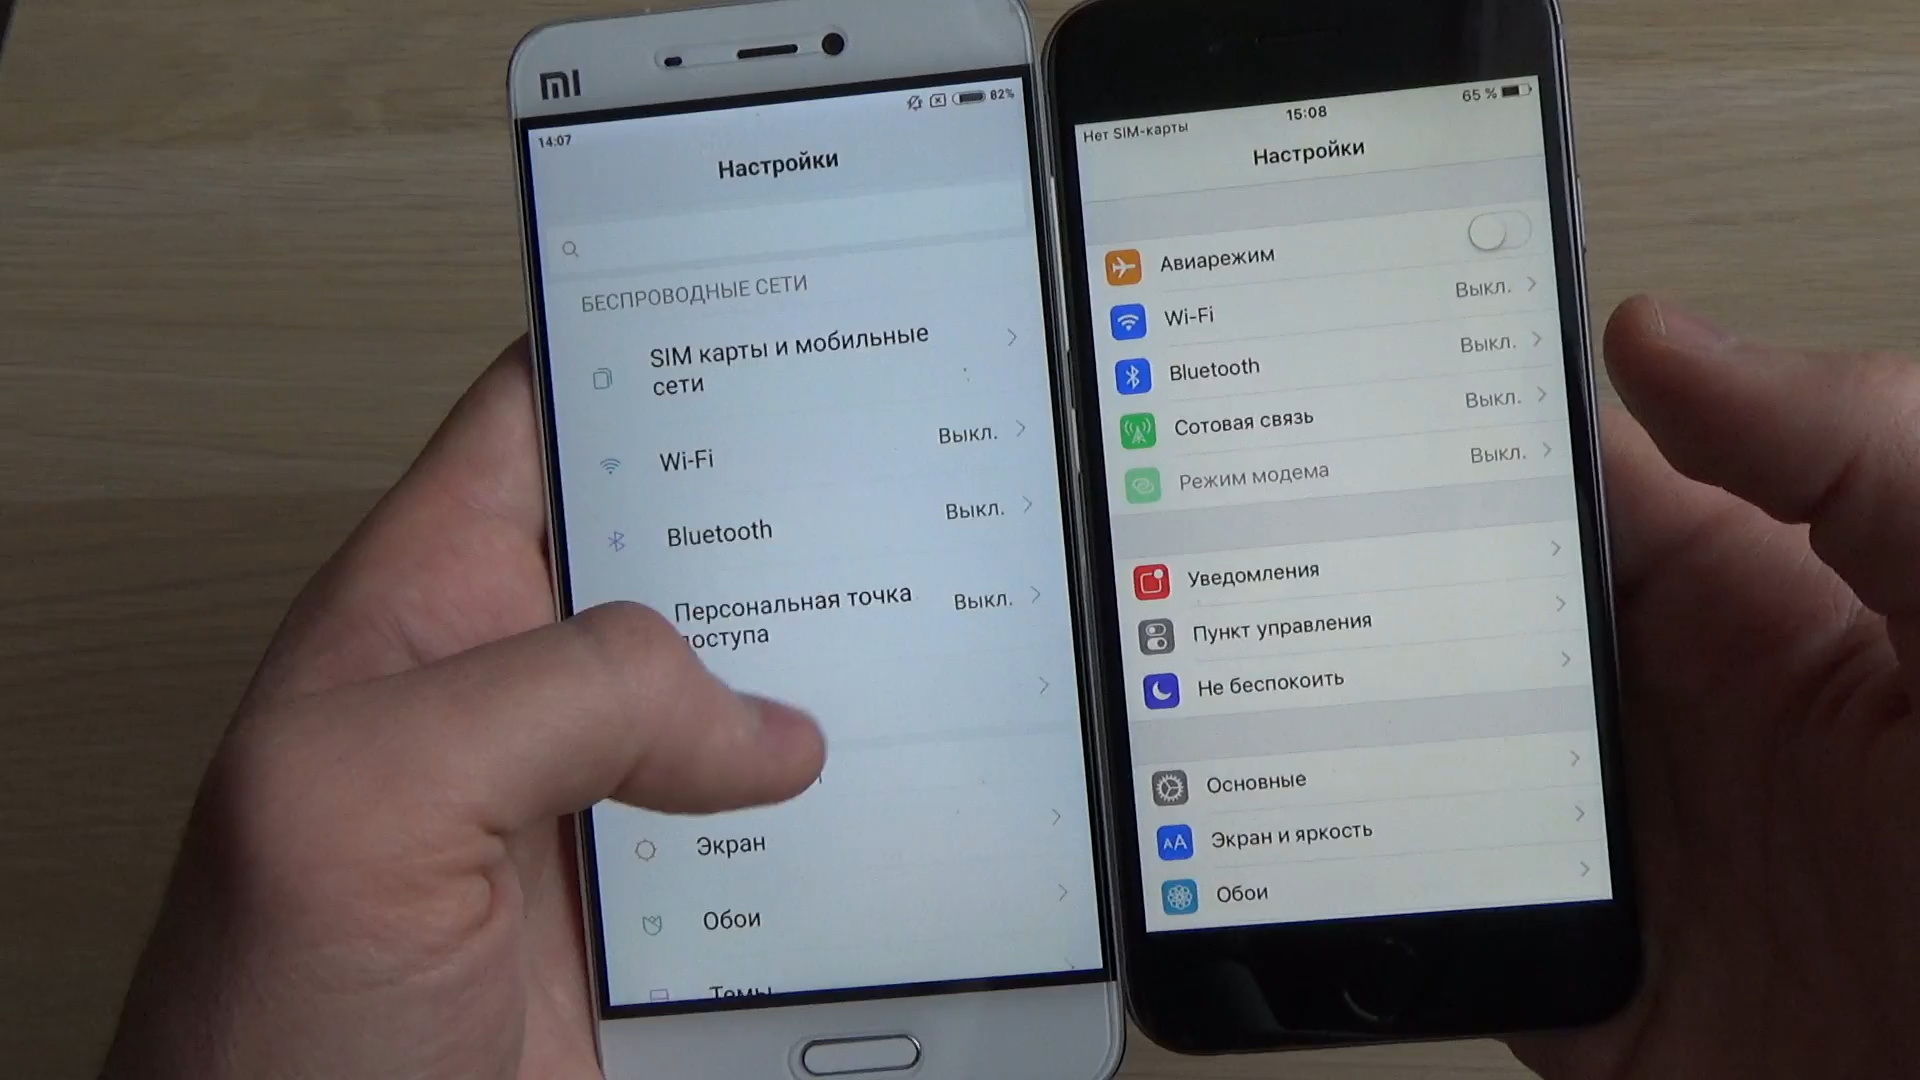 MI
14:07
82%
Настройки
БЕСПРОВОДНЫЕ СЕТИ
SIM карты и мобильные
сети
Wi-Fi
Выкл.
Bluetooth
Выкл.
Персональная точка
доступа
Выкл.
Экран
Обои
Темы
Нет SIM-карты
15:08
65 %
Настройки
Авиарежим
Wi-Fi
Выкл.
Bluetooth
Выкл.
Сотовая связь
Выкл.
Режим модема
Выкл.
Уведомления
Пункт управления
Не беспокоить
Основные
AA
Экран и яркость
Обои